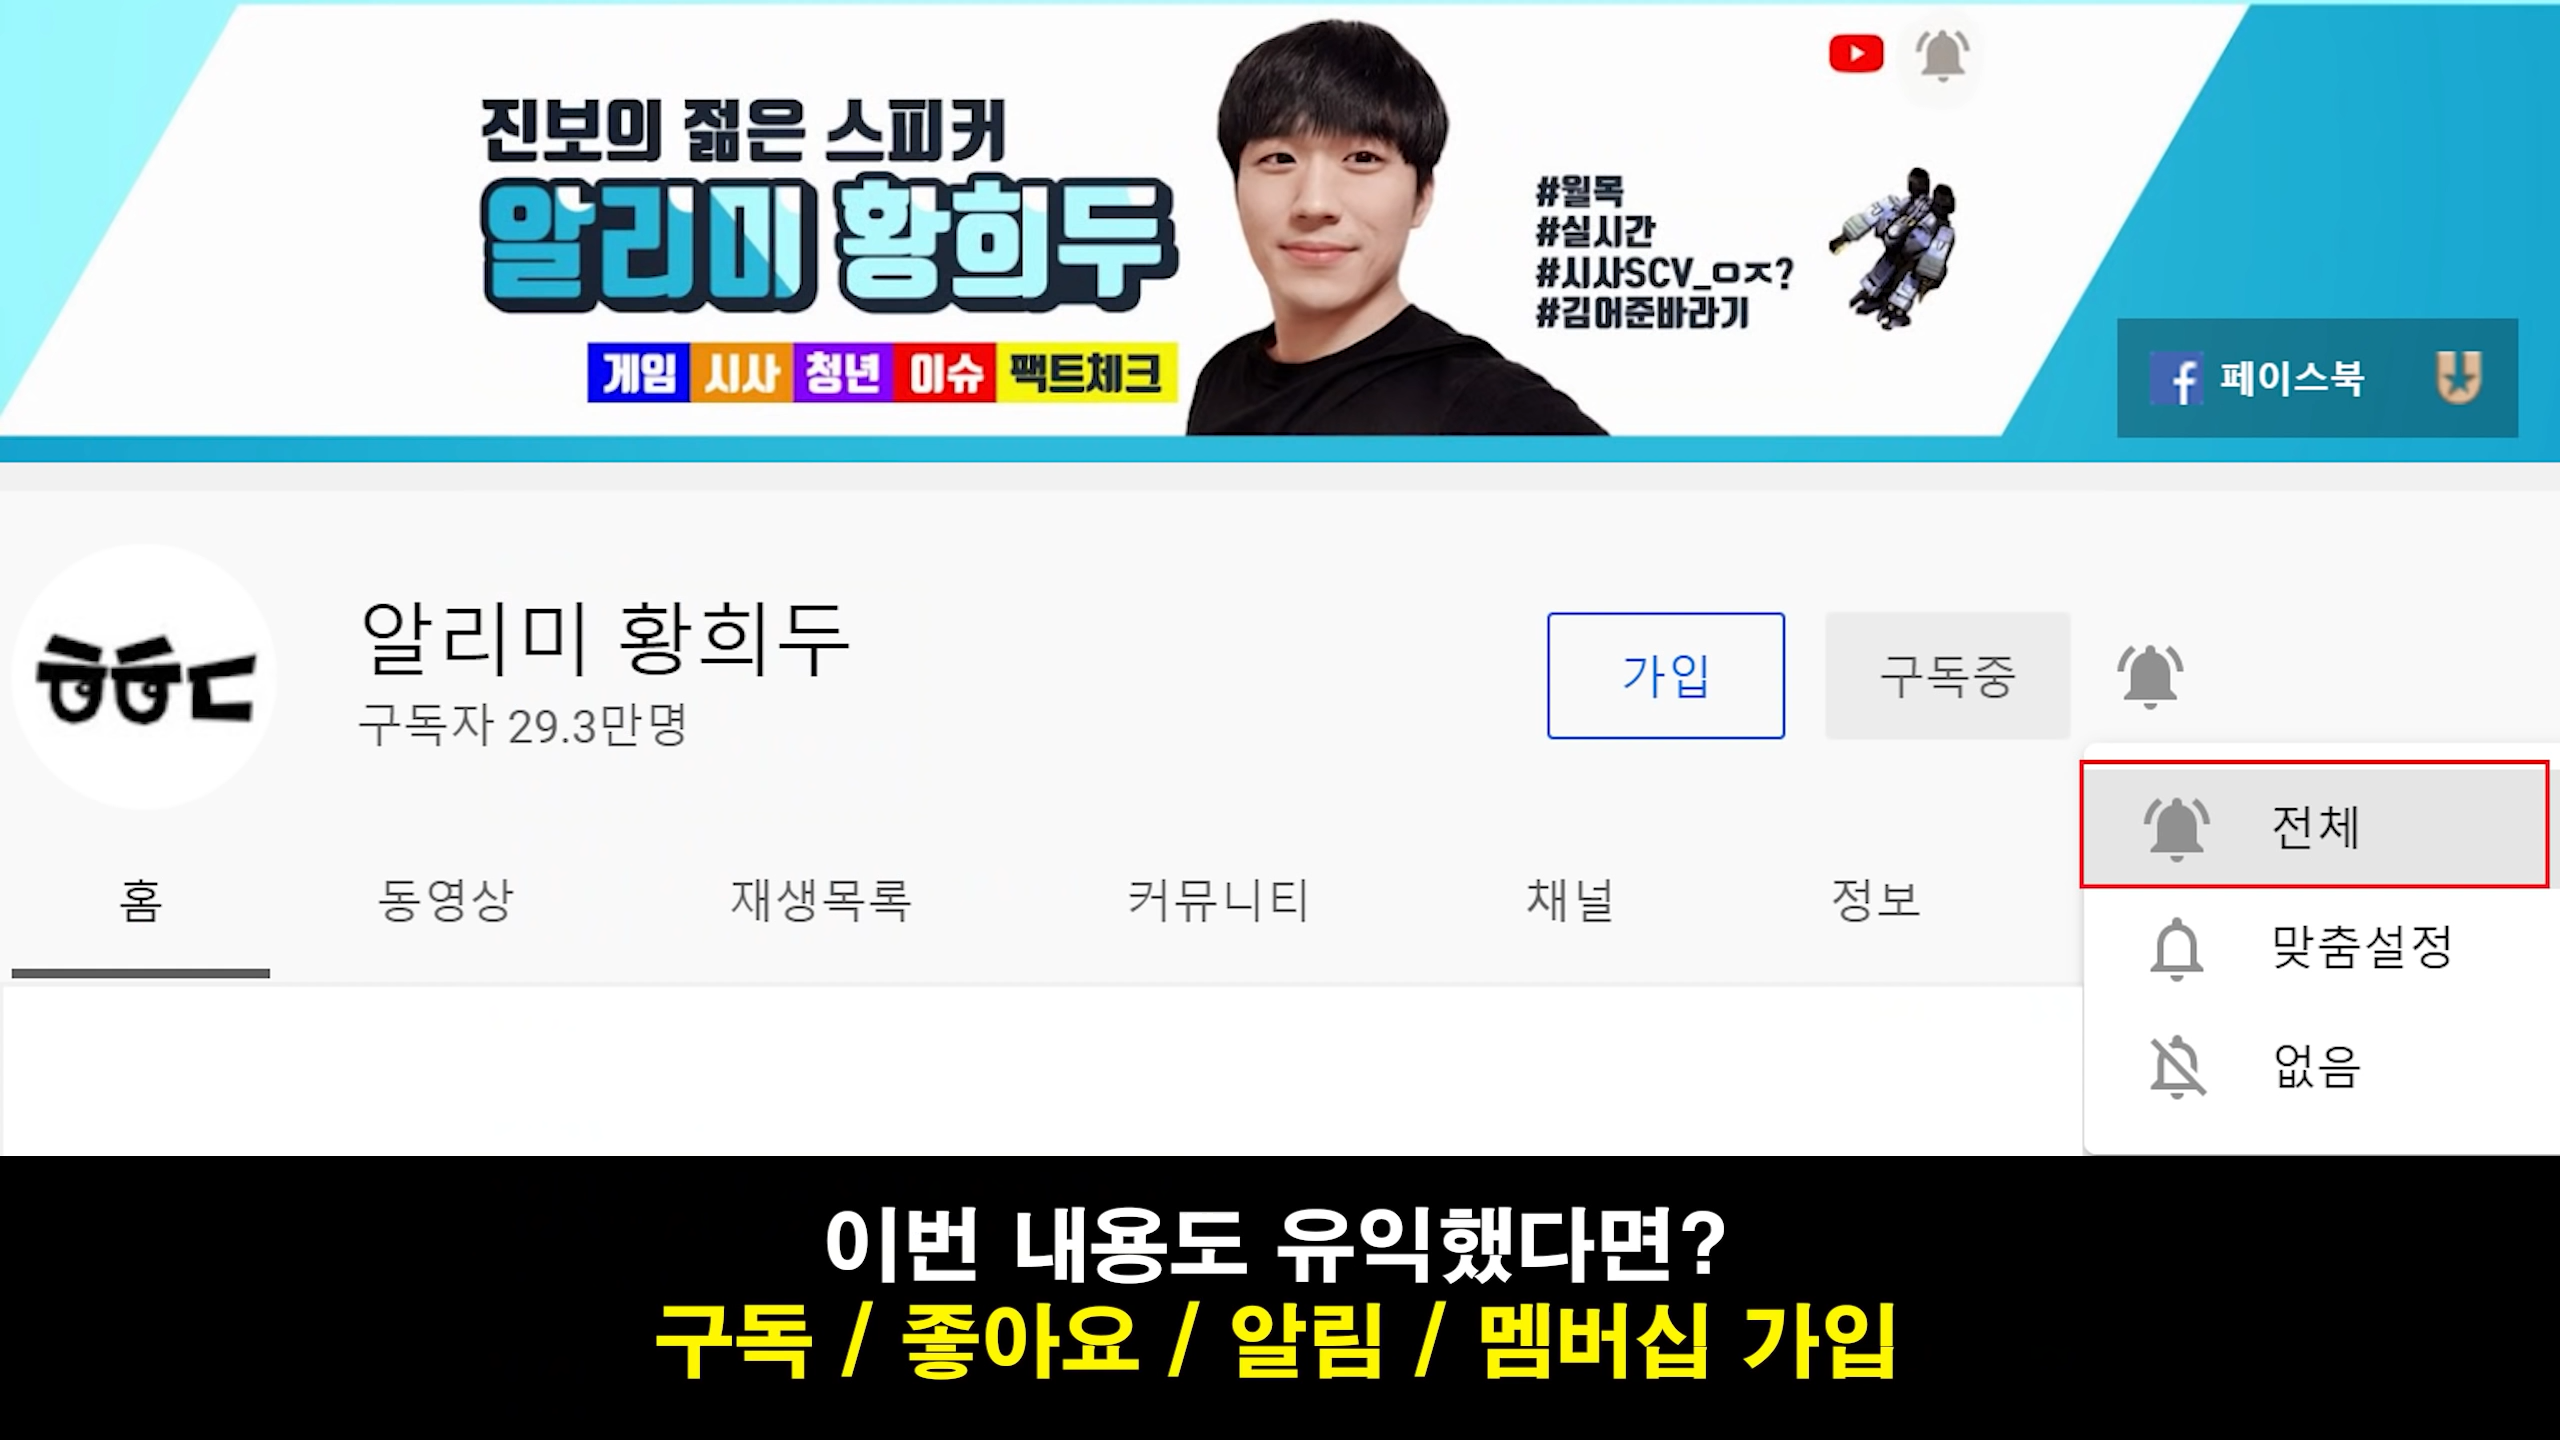 진보의 젊은 스피커
알리미 황희두
게임 시사 청년 이슈 팩트체크
#월목
#실시간
#시사SCV_ㅇㅈ?
#김어준바라기
페이스북
ㅎㅎㄷ
알리미 황희두
구독자 29.3만명
가입
구독중
홈 동영상 재생목록 커뮤니티 채널 정보
전체
맞춤설정
없음
이번 내용도 유익했다면?
구독 / 좋아요 / 알림 / 멤버십 가입